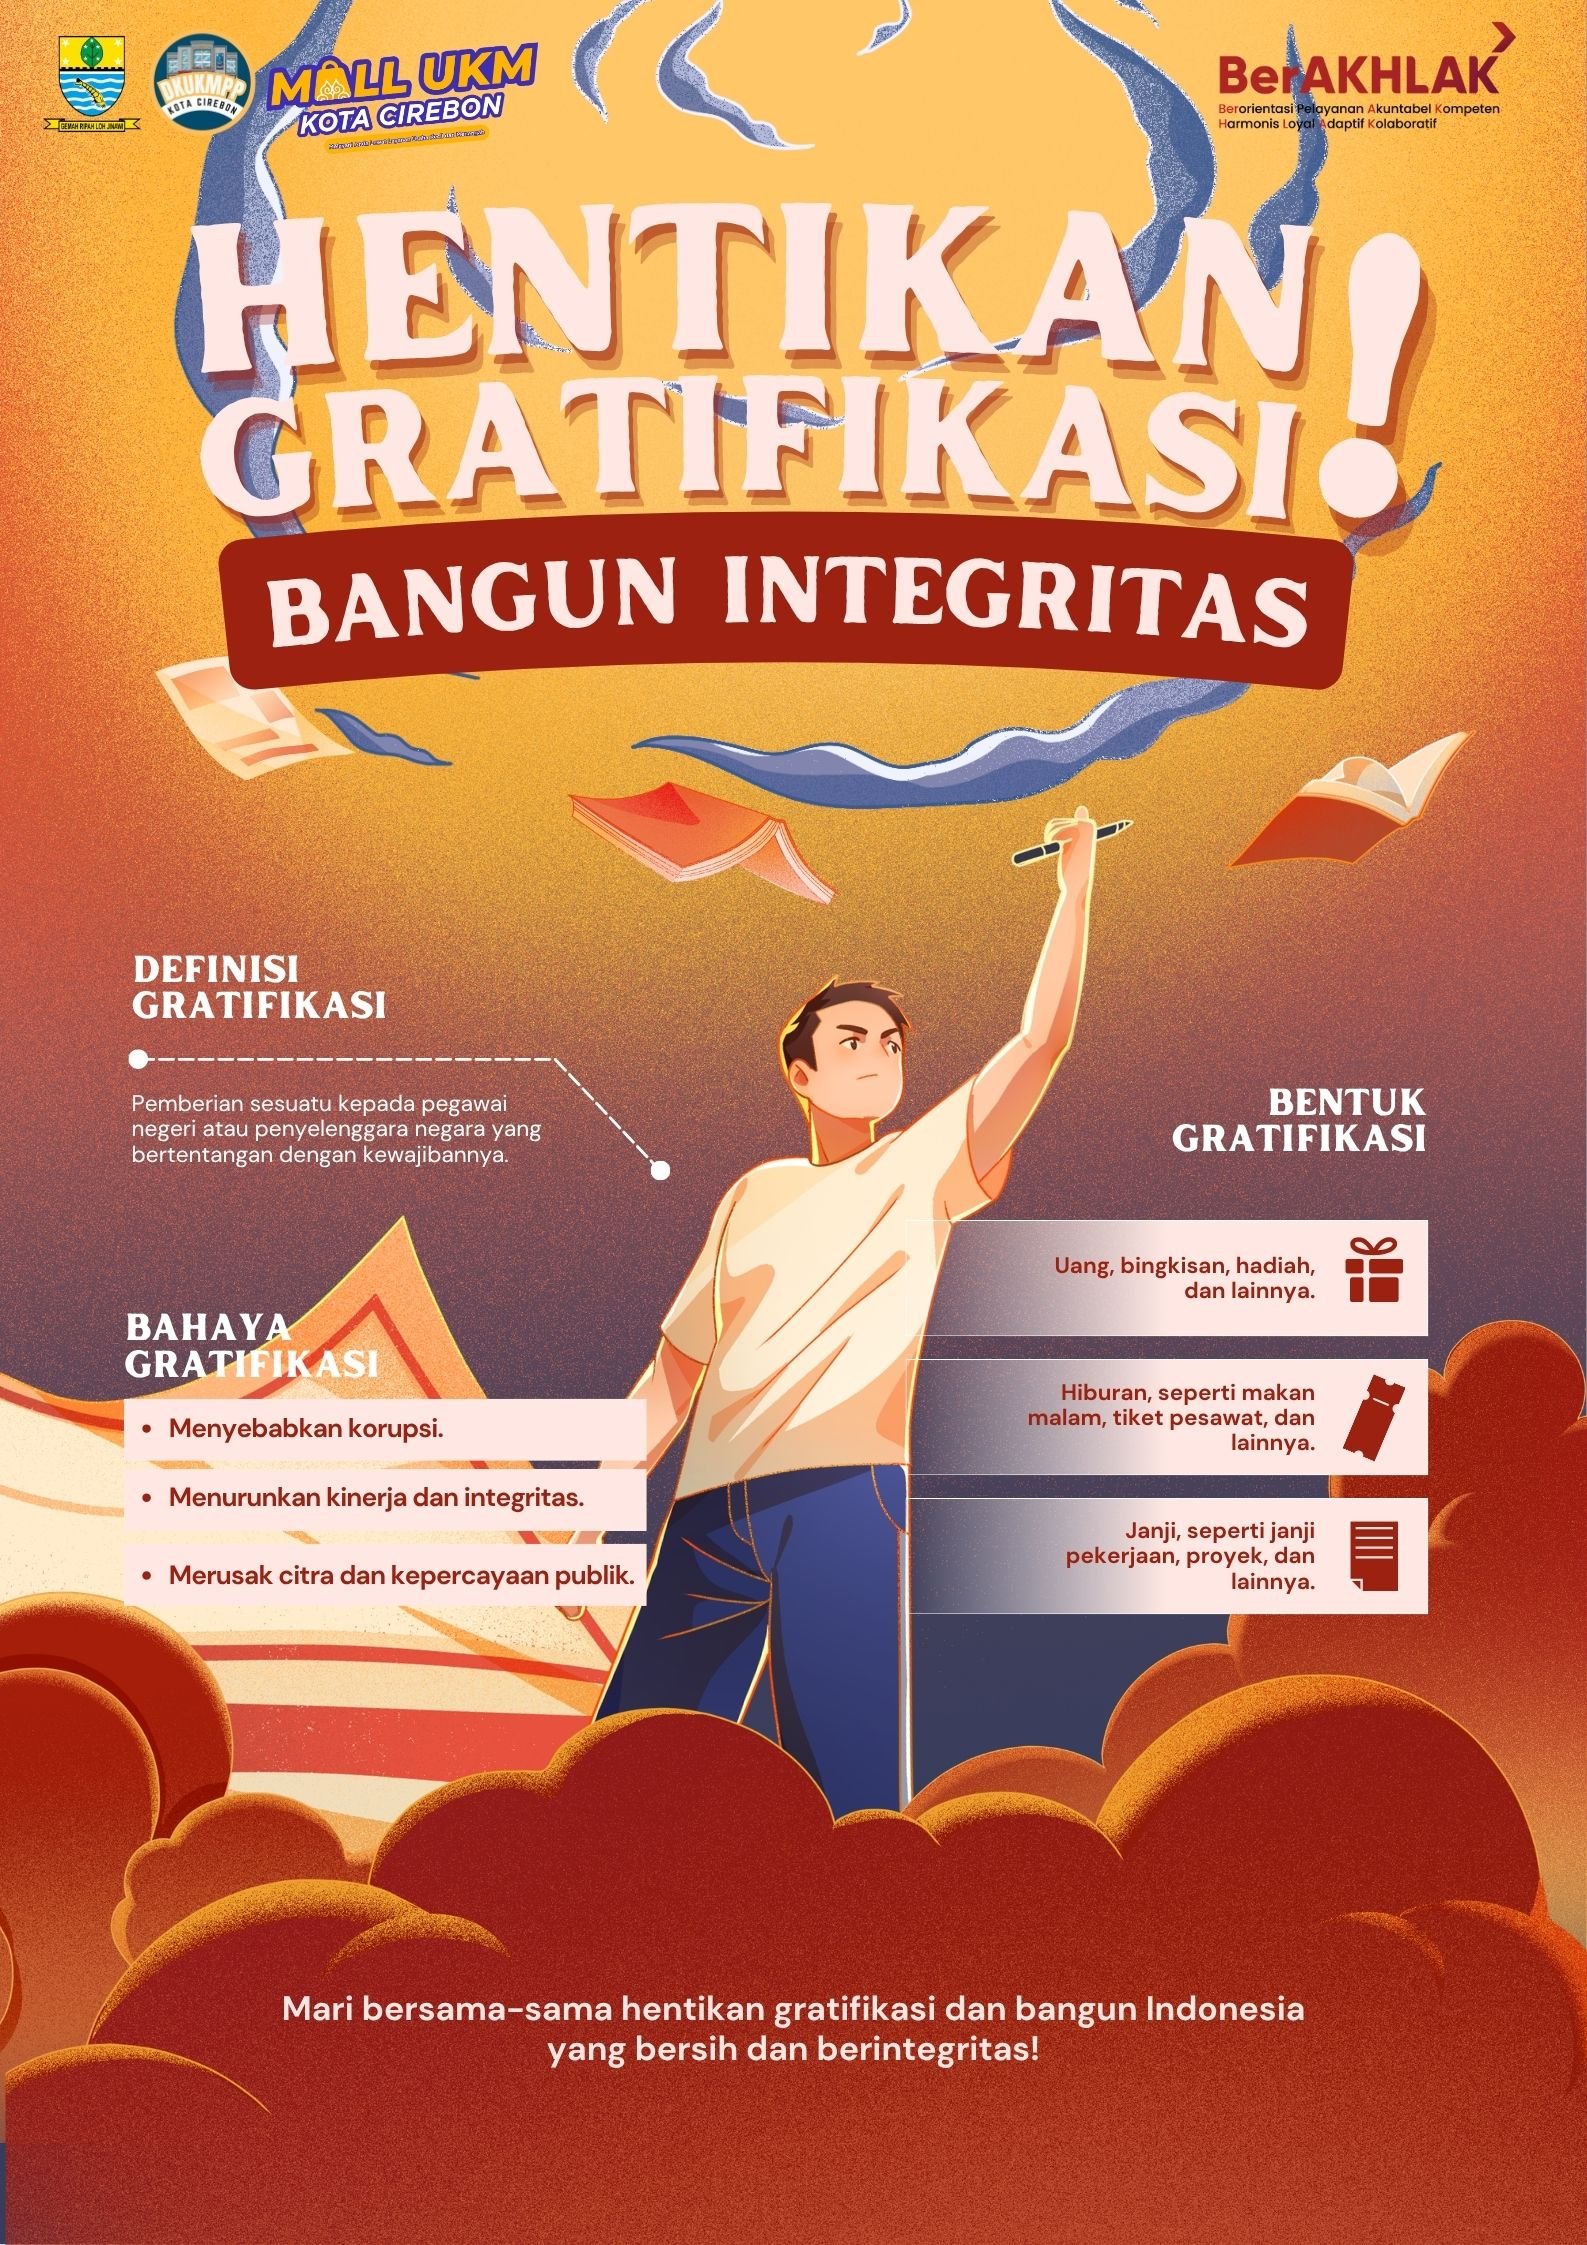 GEMAH RIPAH LOH JINAWI
DKUKMPP
KOTA CIREBON
MALL UKM
KOTA CIREBON
BerAKHLAK
Berorientasi Pelayanan Akuntabel Kompeten
Harmonis Loyal Adaptif Kolaboratif
HENTIKAN
GRATIFIKASI!
BANGUN INTEGRITAS
DEFINISI
GRATIFIKASI
Pemberian sesuatu kepada pegawai
negeri atau penyelenggara negara yang
bertentangan dengan kewajibannya.
BENTUK
GRATIFIKASI
Uang, bingkisan, hadiah,
dan lainnya.
Hiburan, seperti makan
malam, tiket pesawat, dan
lainnya.
Janji, seperti janji
pekerjaan, proyek, dan
lainnya.
BAHAYA
GRATIFIKASI
• Menyebabkan korupsi.
• Menurunkan kinerja dan integritas.
• Merusak citra dan kepercayaan publik.
Mari bersama-sama hentikan gratifikasi dan bangun Indonesia
yang bersih dan berintegritas!